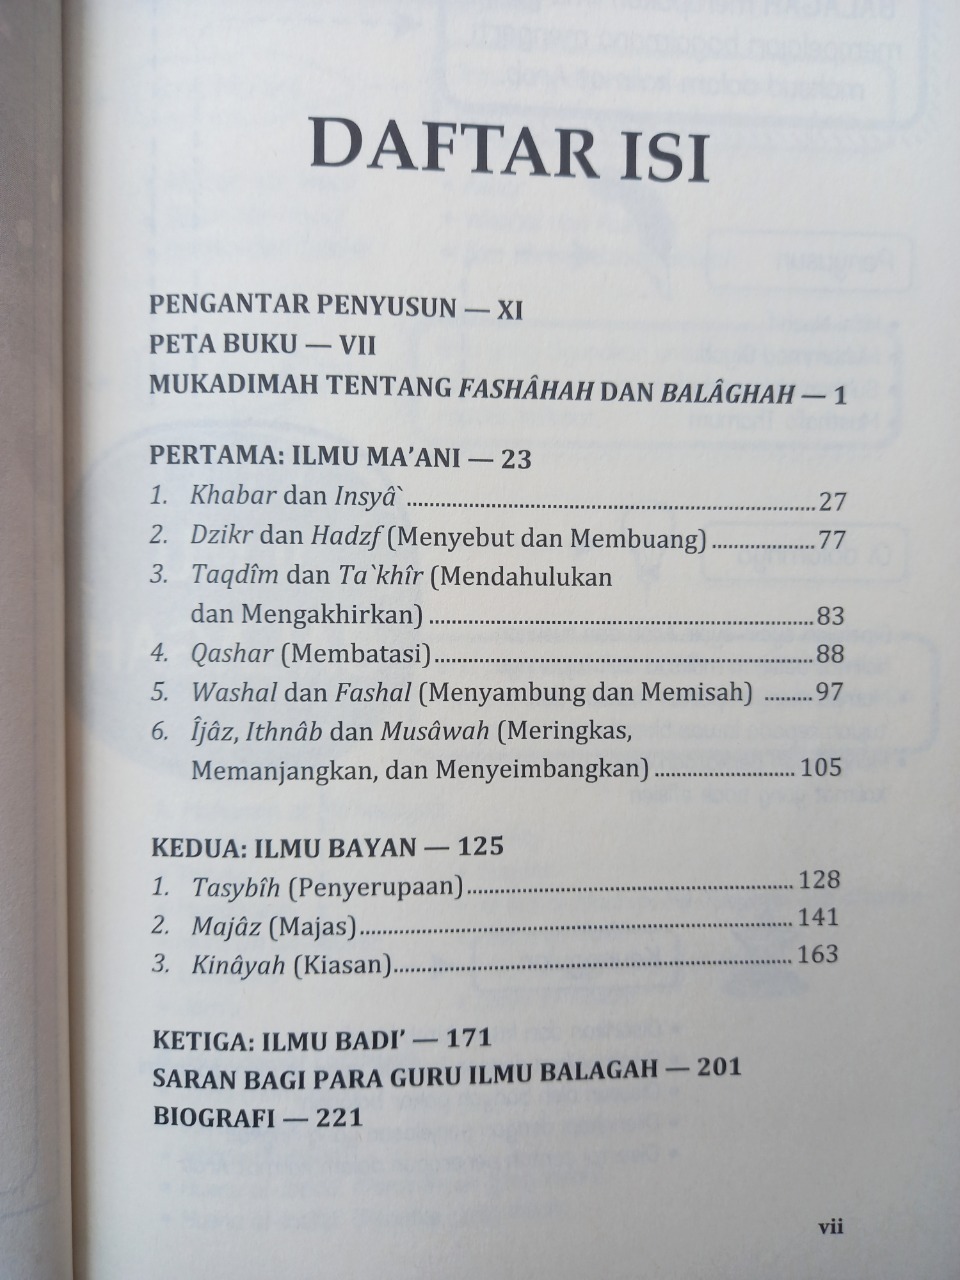 DAFTAR ISI
PENGANTAR PENYUSUN — XI
PETA BUKU — VII
MUKADIMAH TENTANG FASHÂHAH DAN BALÂGHAH — 1
PERTAMA: ILMU MA’ANI — 23
1. Khabar dan Insyâ` ........................................................................ 27
2. Dzikr dan Hadzf (Menyebut dan Membuang) .................. 77
3. Taqdîm dan Ta`khîr (Mendahulukan
dan Mengakhirkan) .................................................................... 83
4. Qashar (Membatasi) ................................................................... 88
5. Washal dan Fashal (Menyambung dan Memisah) ......... 97
6. Îjâz, Ithnâb dan Musâwah (Meringkas,
Memanjangkan, dan Menyeimbangkan) ......................... 105
KEDUA: ILMU BAYAN — 125
1. Tasybîh (Penyerupaan) .......................................................... 128
2. Majâz (Majas) ............................................................................. 141
3. Kinâyah (Kiasan) ....................................................................... 163
KETIGA: ILMU BADI’ — 171
SARAN BAGI PARA GURU ILMU BALAGAH — 201
BIOGRAFI — 221
vii